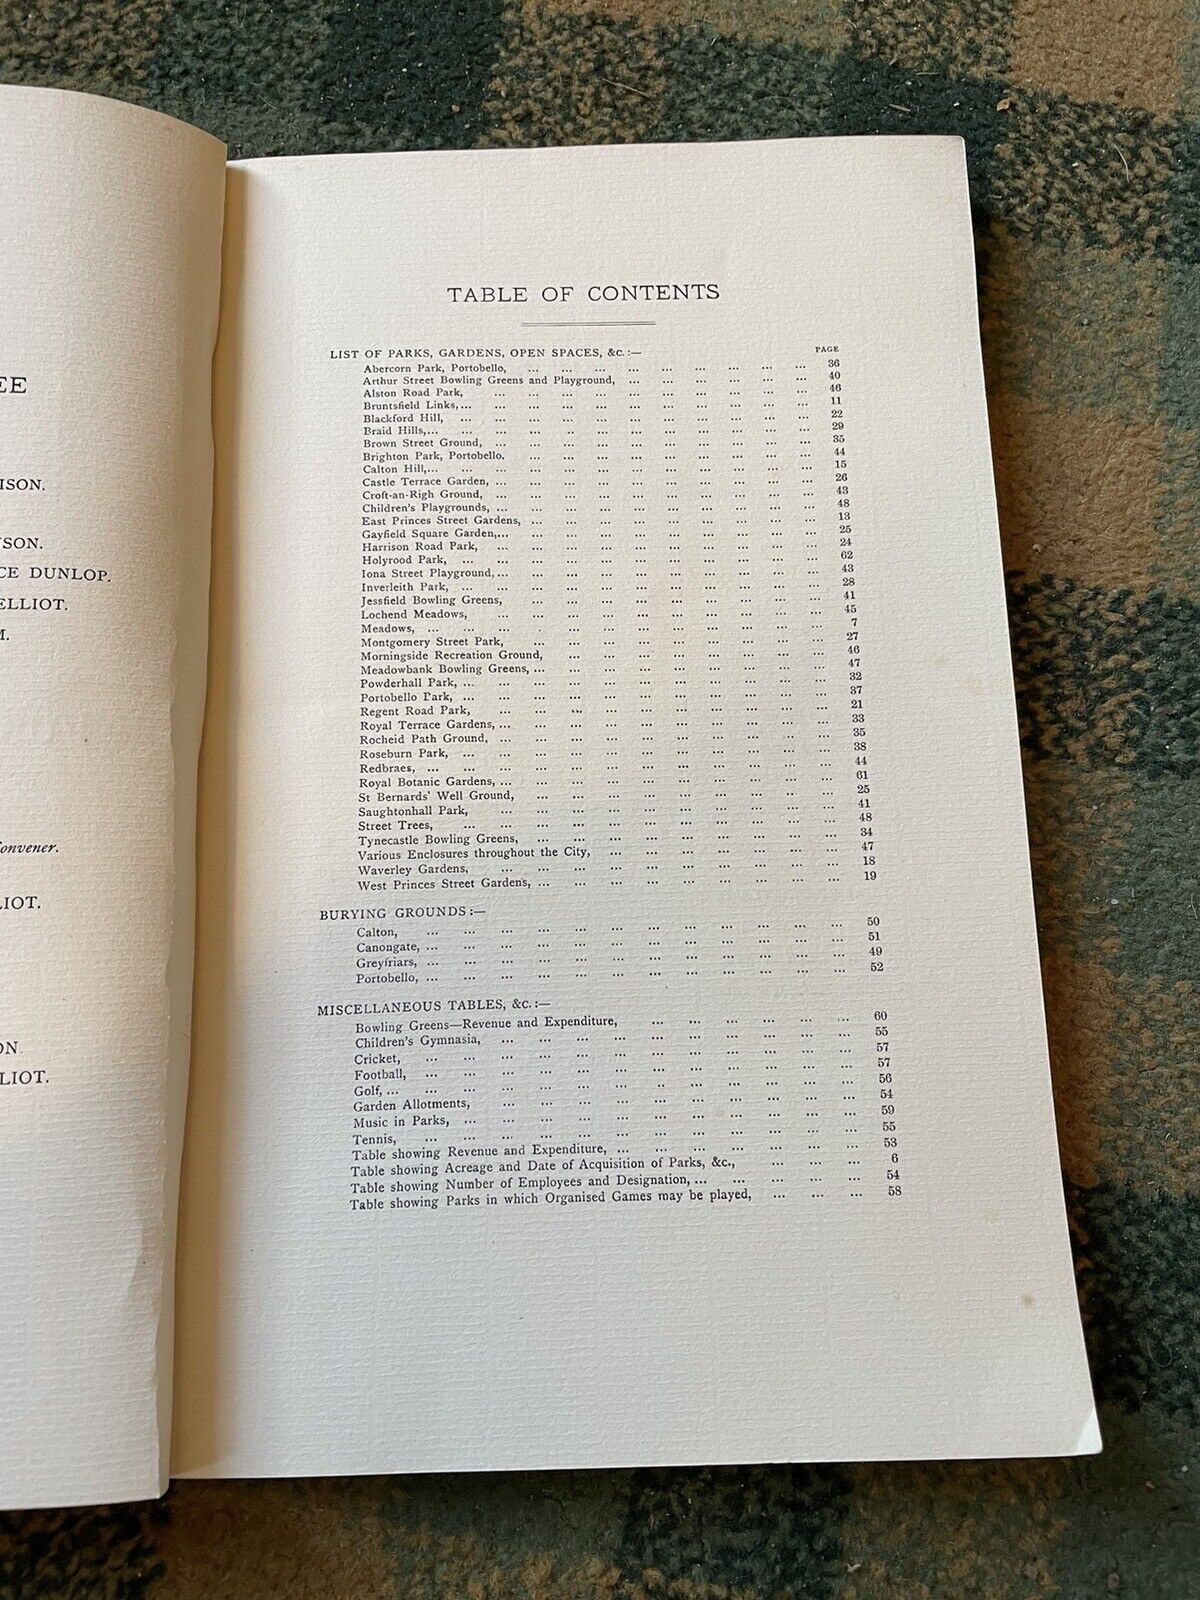 EE
ISON.
NSON.
CE DUNLOP.
ELLIOT.
M.
onvener.
LIOT.
ON
LIOT.
TABLE OF CONTENTS
LIST OF PARKS, GARDENS, OPEN SPACES, &c.:— PAGE
Abercorn Park, Portobello, ... ... ... ... ... ... ... ... ... 36
Arthur Street Bowling Greens and Playground, ... ... ... ... ... ... 40
Alston Road Park, ... ... ... ... ... ... ... ... ... ... 46
Bruntsfield Links,... ... ... ... ... ... ... ... ... ... ... 11
Blackford Hill, ... ... ... ... ... ... ... ... ... ... ... 22
Braid Hills,... ... ... ... ... ... ... ... ... ... ... ... 29
Brown Street Ground, ... ... ... ... ... ... ... ... ... ... 35
Brighton Park, Portobello. ... ... ... ... ... ... ... ... ... 44
Calton Hill,... ... ... ... ... ... ... ... ... ... ... ... 15
Castle Terrace Garden, ... ... ... ... ... ... ... ... ... ... 26
Croft-an-Righ Ground, ... ... ... ... ... ... ... ... ... ... 43
Children's Playgrounds, ... ... ... ... ... ... ... ... ... ... 48
East Princes Street Gardens, ... ... ... ... ... ... ... ... ... 13
Gayfield Square Garden,... ... ... ... ... ... ... ... ... ... 25
Harrison Road Park, ... ... ... ... ... ... ... ... ... ... 24
Holyrood Park, ... ... ... ... ... ... ... ... ... ... ... 62
Iona Street Playground,... ... ... ... ... ... ... ... ... ... 43
Inverleith Park, ... ... ... ... ... ... ... ... ... ... ... 28
Jessfield Bowling Greens, ... ... ... ... ... ... ... ... ... 41
Lochend Meadows, ... ... ... ... ... ... ... ... ... ... 45
Meadows, ... ... ... ... ... ... ... ... ... ... ... ... 7
Montgomery Street Park, ... ... ... ... ... ... ... ... ... 27
Morningside Recreation Ground, ... ... ... ... ... ... ... ... 46
Meadowbank Bowling Greens, ... ... ... ... ... ... ... ... ... 47
Powderhall Park, ... ... ... ... ... ... ... ... ... ... ... 32
Portobello Park, ... ... ... ... ... ... ... ... ... ... ... 37
Regent Road Park, ... ... ... ... ... ... ... ... ... ... 21
Royal Terrace Gardens, ... ... ... ... ... ... ... ... ... ... 33
Rocheid Path Ground, ... ... ... ... ... ... ... ... ... ... 35
Roseburn Park, ... ... ... ... ... ... ... ... ... ... ... 38
Redbraes, ... ... ... ... ... ... ... ... ... ... ... ... 44
Royal Botanic Gardens, ... ... ... ... ... ... ... ... ... ... 61
St Bernards' Well Ground, ... ... ... ... ... ... ... ... ... 25
Saughtonhall Park, ... ... ... ... ... ... ... ... ... ... 41
Street Trees, ... ... ... ... ... ... ... ... ... ... ... 48
Tynecastle Bowling Greens, ... ... ... ... ... ... ... ... ... 34
Various Enclosures throughout the City, ... ... ... ... ... ... ... 47
Waverley Gardens, ... ... ... ... ... ... ... ... ... ... 18
West Princes Street Gardens, ... ... ... ... ... ... ... ... ... 19
BURYING GROUNDS:—
Calton, ... ... ... ... ... ... ... ... ... ... ... ... 50
Canongate, ... ... ... ... ... ... ... ... ... ... ... ... 51
Greyfriars, ... ... ... ... ... ... ... ... ... ... ... ... 49
Portobello, ... ... ... ... ... ... ... ... ... ... ... ... 52
MISCELLANEOUS TABLES, &c.:—
Bowling Greens—Revenue and Expenditure, ... ... ... ... ... ... 60
Children's Gymnasia, ... ... ... ... ... ... ... ... ... ... 55
Cricket, ... ... ... ... ... ... ... ... ... ... ... ... 57
Football, ... ... ... ... ... ... ... ... ... ... ... ... 57
Golf, ... ... ... ... ... ... ... ... ... ... ... ... ... 56
Garden Allotments, ... ... ... ... ... ... ... ... ... ... 54
Music in Parks, ... ... ... ... ... ... ... ... ... ... ... 59
Tennis, ... ... ... ... ... ... ... ... ... ... ... ... 55
Table showing Revenue and Expenditure, ... ... ... ... ... ... ... 53
Table showing Acreage and Date of Acquisition of Parks, &c., ... ... ... 6
Table showing Number of Employees and Designation, ... ... ... ... ... 54
Table showing Parks in which Organised Games may be played, ... ... ... 58